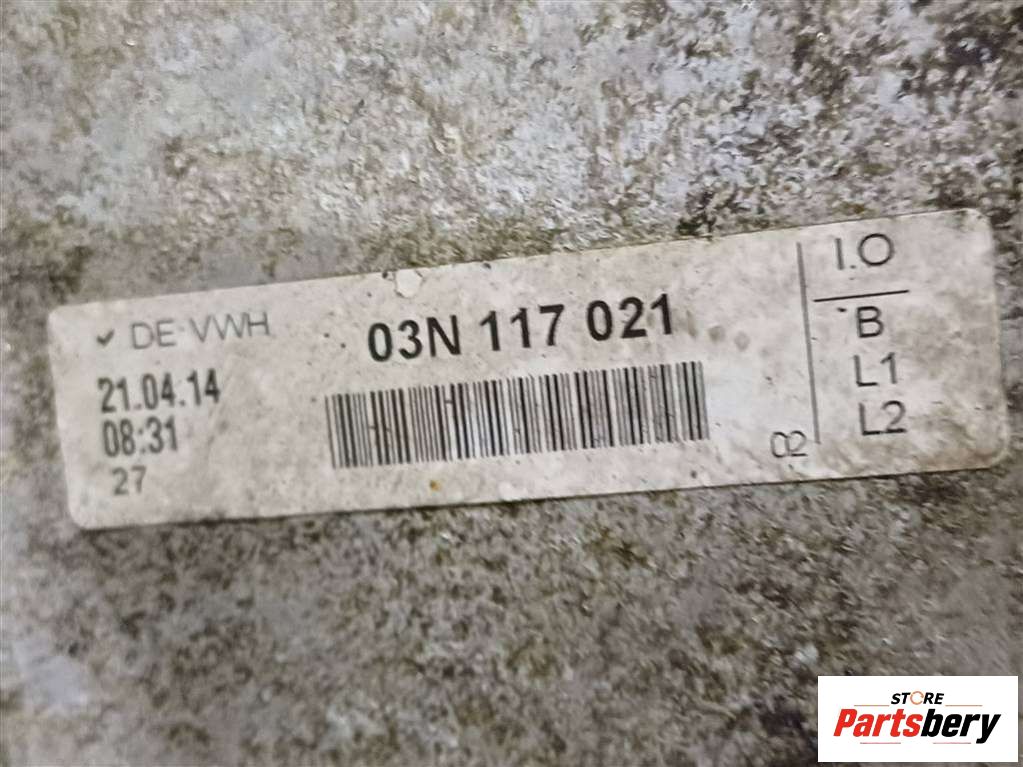 ✓ DE·VWH
21.04.14
08:31
27
03N 117 021
02
I.O
B
L1
L2
STORE
Partsbery